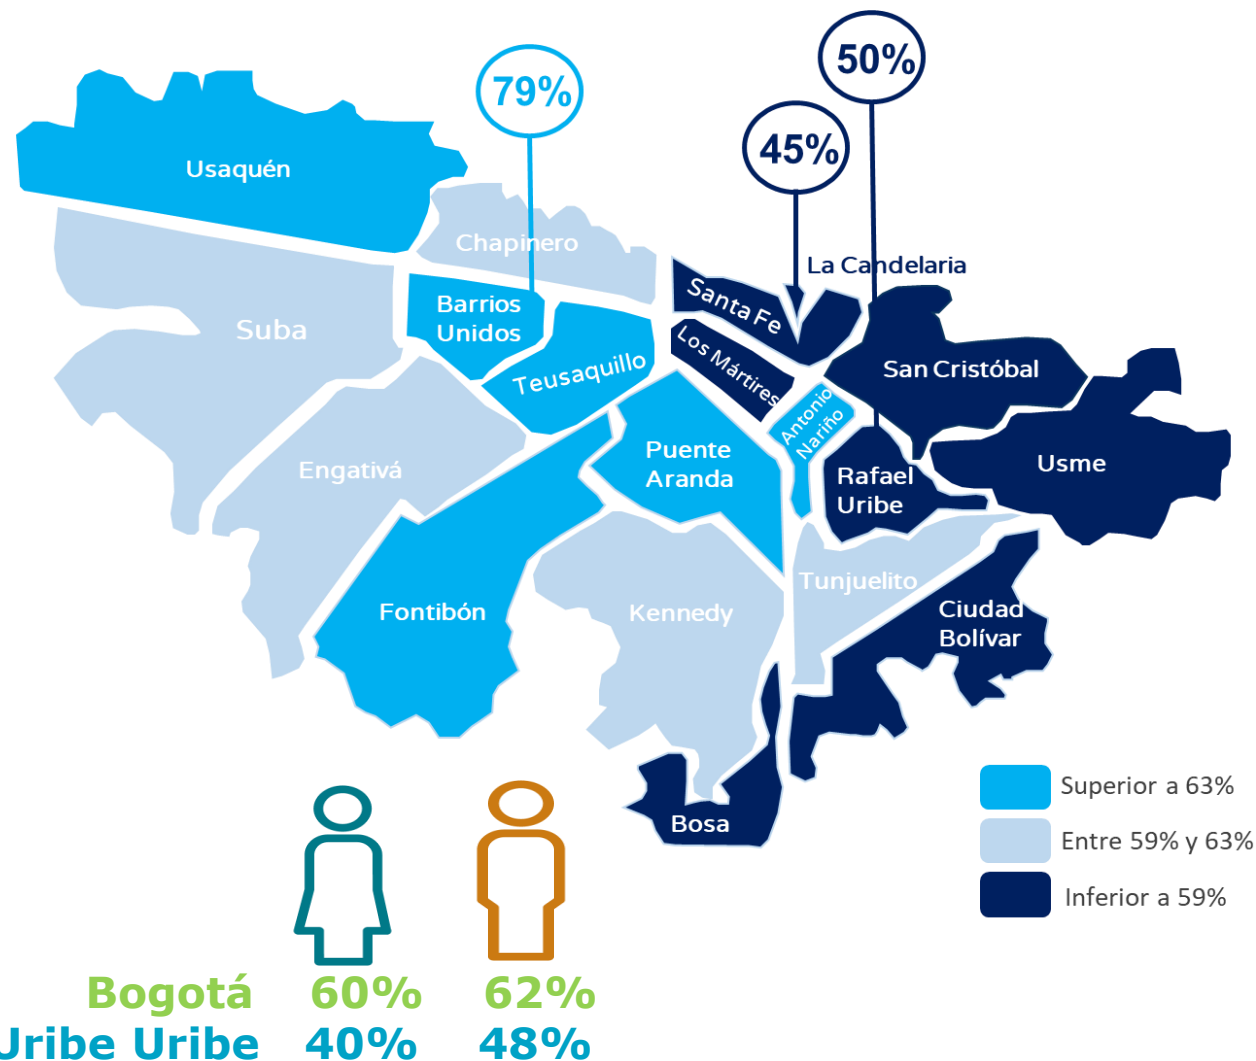 50%
79%
45%
Usaquén
Chapinero
La Candelaria
Santa Fe
Barrios
Unidos
Suba
Los Mártires
San Cristóbal
Teusaquillo
Antonio
Nariño
Puente
Aranda
Engativá
Usme
Rafael
Uribe
Tunjuelito
Fontibón
Kennedy
Ciudad
Bolívar
Bosa
Superior a 63%
Entre 59% y 63%
Inferior a 59%
Bogotá 60% 62%
Uribe Uribe 40% 48%